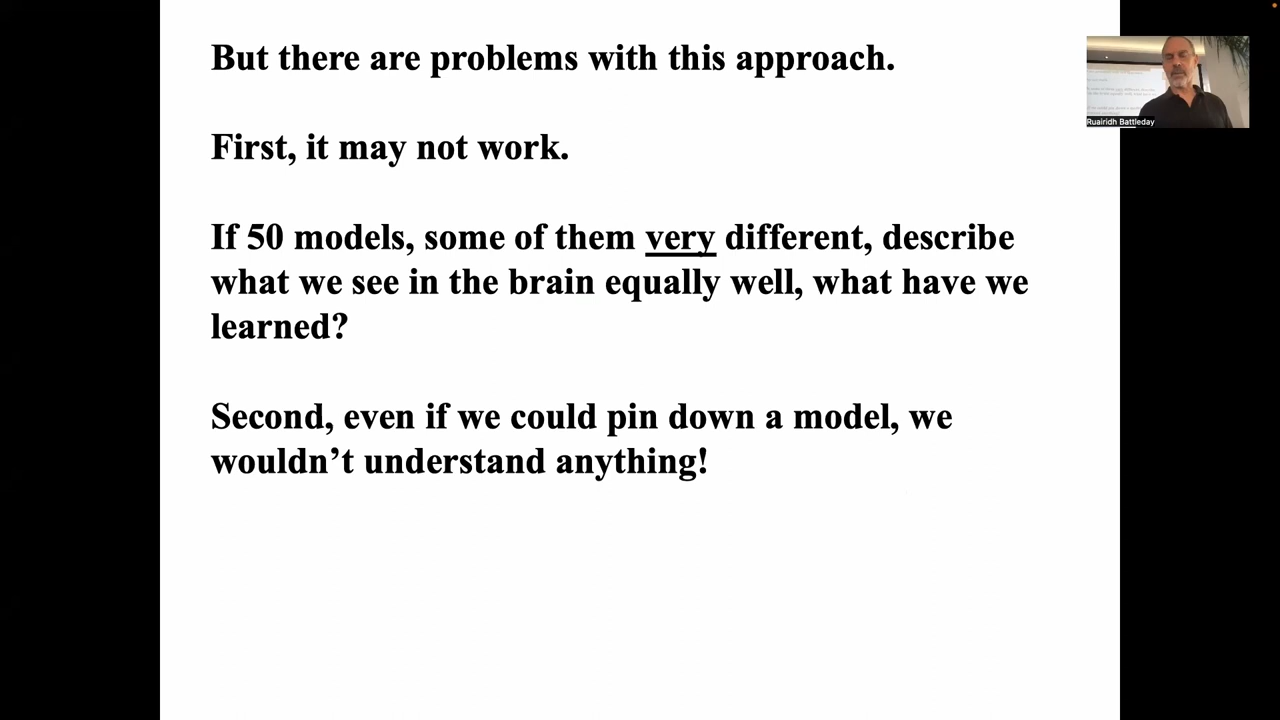 But there are problems with this approach.
First, it may not work.
If 50 models, some of them very different, describe
what we see in the brain equally well, what have we
learned?
Second, even if we could pin down a model, we
wouldn’t understand anything!
Ruairidh Battleday